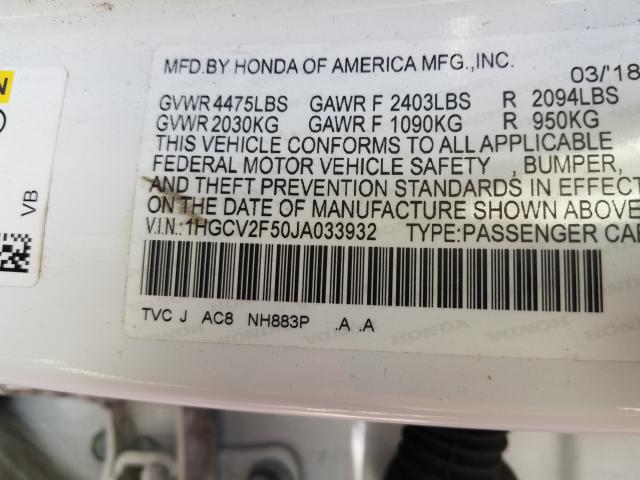 MFD.BY HONDA OF AMERICA MFG.,INC.
03/'18
GVWR 4475LBS GAWR F 2403LBS R 2094LBS
GVWR 2030KG GAWR F 1090KG R 950KG
THIS VEHICLE CONFORMS TO ALL APPLICABLE
FEDERAL MOTOR VEHICLE SAFETY , BUMPER,
AND THEFT PREVENTION STANDARDS IN EFFECT
ON THE DATE OF MANUFACTURE SHOWN ABOVE
V.I.N.:1HGCV2F50JA033932 TYPE:PASSENGER CAR
TVC J AC8 NH883P .A .A
VB